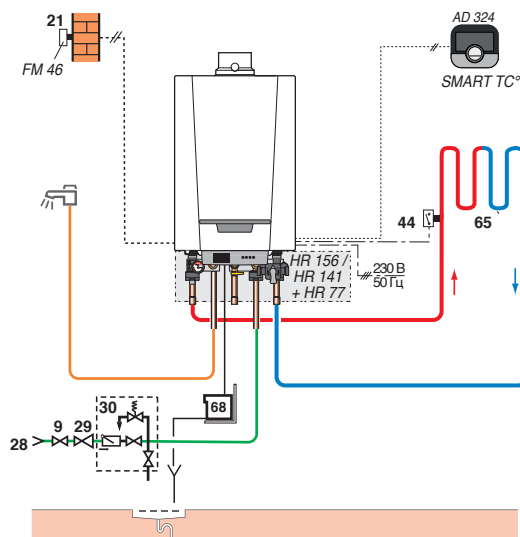 21
FM 46
AD 324
SMART TC°
44
65
HR 156 /
HR 141
+ HR 77
230 В
50 Гц
30
9
29
28
68